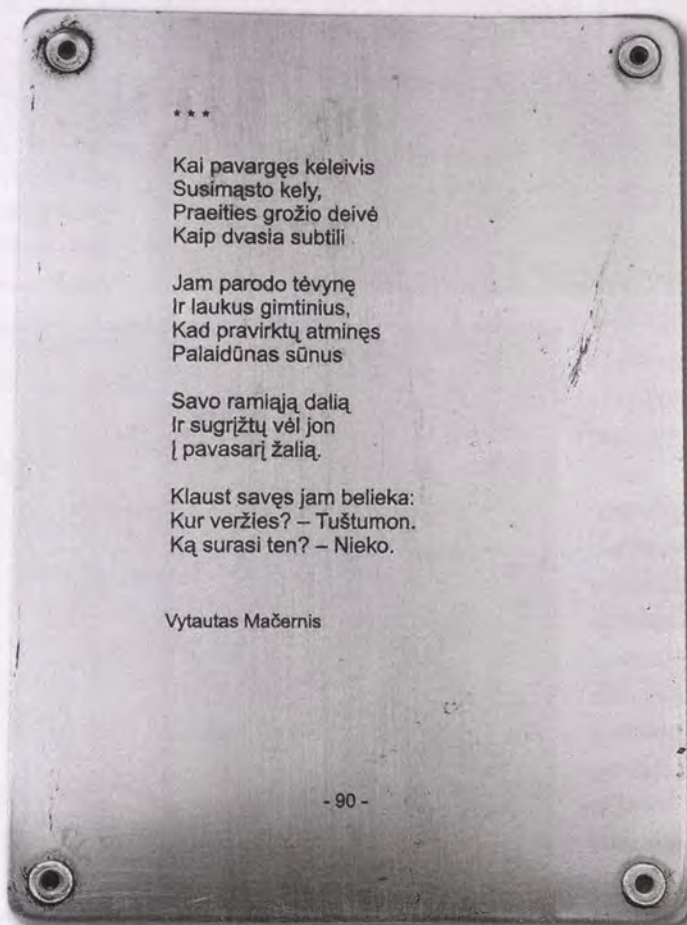 * * *
Kai pavargęs keleivis
Susimąsto kely,
Praeities grožio deivė
Kaip dvasia subtili
Jam parodo tėvynę
Ir laukus gimtinius,
Kad pravirktų atminęs
Palaidūnas sūnus
Savo ramiąją dalią
Ir sugrįžtų vėl jon
Į pavasarį žalią.
Klaust savęs jam belieka:
Kur veržies? – Tuštumon.
Ką surasi ten? – Nieko.
Vytautas Mačernis
- 90 -